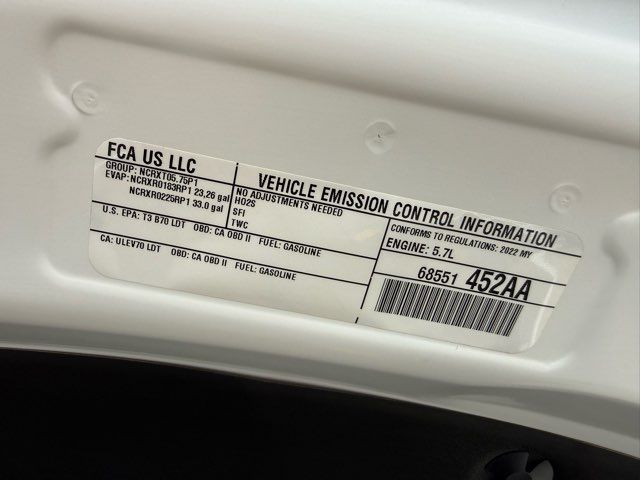 FCA US LLC
GROUP: NCRXT05.75P1
EVAP: NCRXR0183RP1 23,26 gal
NCRXR0225RP1 33.0 gal
VEHICLE EMISSION CONTROL INFORMATION
NO ADJUSTMENTS NEEDED
HO2S
SFI
TWC
CONFORMS TO REGULATIONS: 2022 MY
ENGINE: 5.7L
U.S. EPA: T3 B70 LDT OBD: CA OBD II FUEL: GASOLINE
CA: ULEV70 LDT OBD: CA OBD II FUEL: GASOLINE
68551 452AA